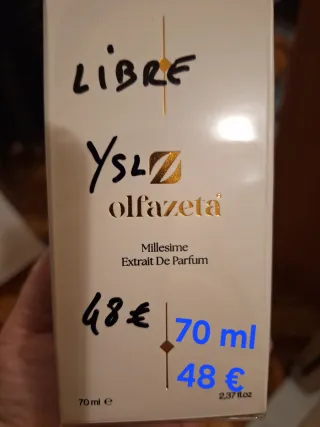 LIBRE
YSL
olfazeta
Millesime
Extrait De Parfum
48 €
70 ml
48 €
70 ml ℮
2,37 fl.oz